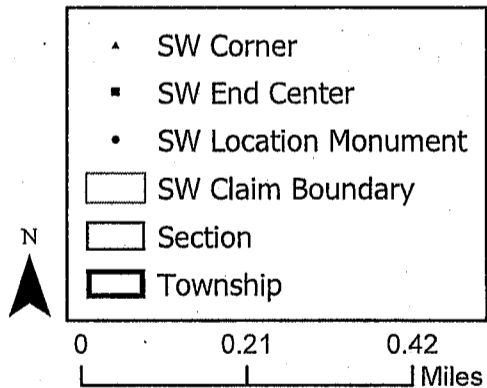 SW Corner
SW End Center
SW Location Monument
SW Claim Boundary
Section
Township
N
0 0.21 0.42
Miles